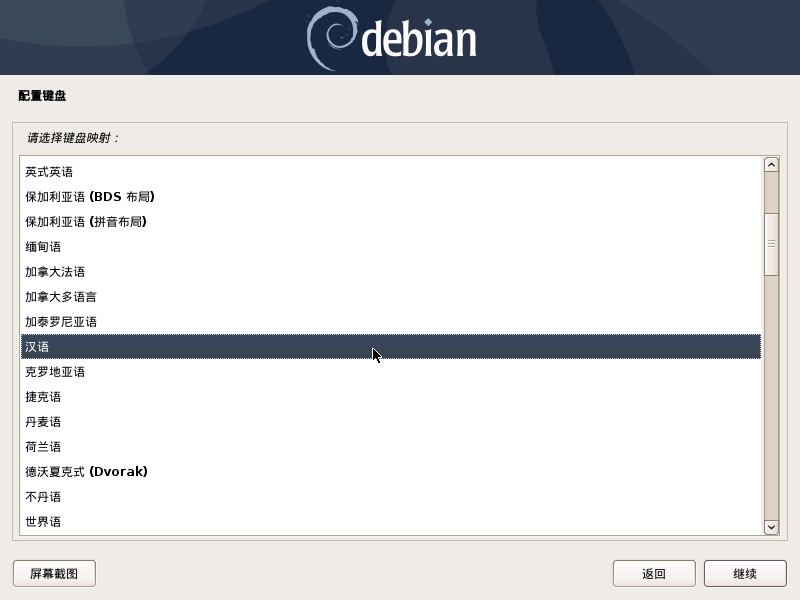 debian
配置键盘
请选择键盘映射：
英式英语
保加利亚语 (BDS 布局)
保加利亚语 (拼音布局)
缅甸语
加拿大法语
加拿大多语言
加泰罗尼亚语
汉语
克罗地亚语
捷克语
丹麦语
荷兰语
德沃夏克式 (Dvorak)
不丹语
世界语
屏幕截图
返回
继续